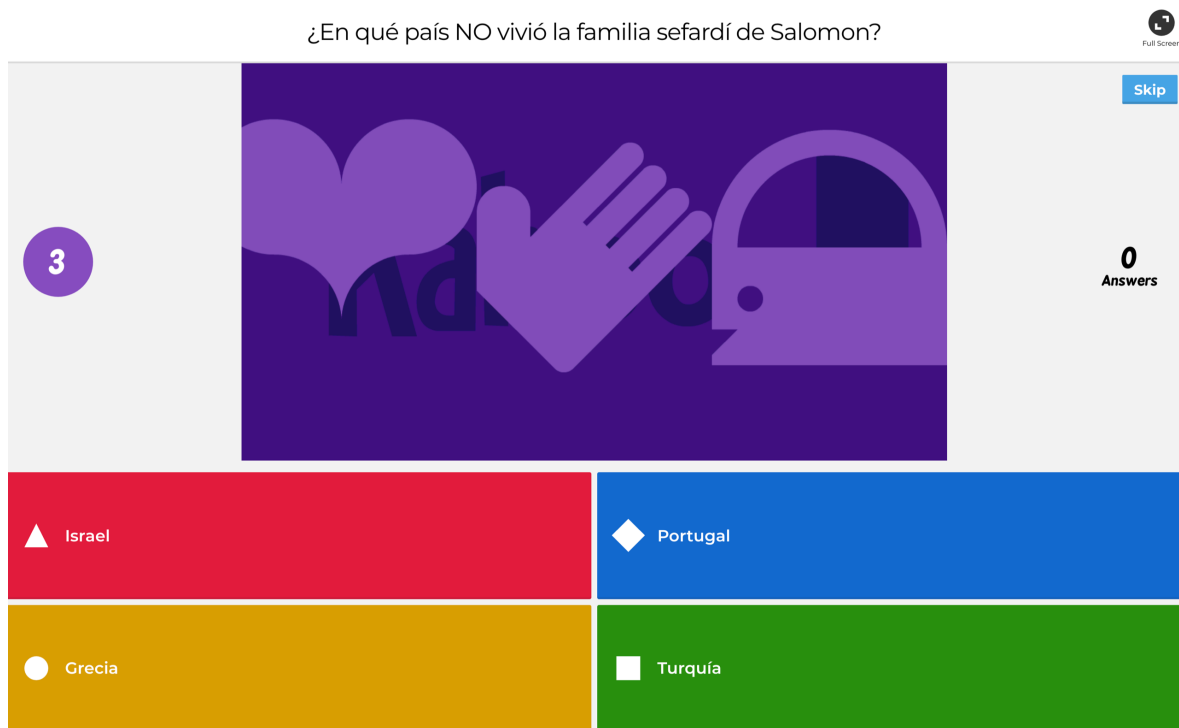 ¿En qué país NO vivió la familia sefardí de Salomon?
Full Screen
Skip
3
0
Answers
Israel
Portugal
Grecia
Turquía